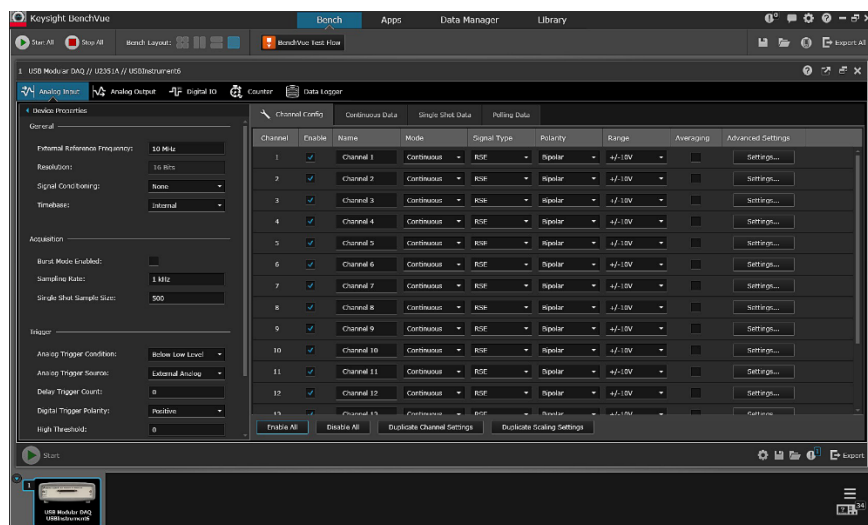 Keysight BenchVue Bench Apps Data Manager Library
Start All Stop All Bench Layout: BenchVue Test Flow Export All
1 USB Modular DAQ // U2351A // USBInstrument6
Analog Input Analog Output Digital IO Counter Data Logger
Device Properties
General
External Reference Frequency: 10 MHz
Resolution: 16 Bits
Signal Conditioning: None
Timebase: Internal
Acquisition
Burst Mode Enabled:
Sampling Rate: 1 kHz
Single Shot Sample Size: 500
Trigger
Analog Trigger Condition: Below Low Level
Analog Trigger Source: External Analog
Delay Trigger Count: 0
Digital Trigger Polarity: Positive
High Threshold: 0
Channel Config Continuous Data Single Shot Data Polling Data
Channel Enable Name Mode Signal Type Polarity Range Averaging Advanced Settings
1 Channel 1 Continuous RSE Bipolar +/-10V Settings...
2 Channel 2 Continuous RSE Bipolar +/-10V Settings...
3 Channel 3 Continuous RSE Bipolar +/-10V Settings...
4 Channel 4 Continuous RSE Bipolar +/-10V Settings...
5 Channel 5 Continuous RSE Bipolar +/-10V Settings...
6 Channel 6 Continuous RSE Bipolar +/-10V Settings...
7 Channel 7 Continuous RSE Bipolar +/-10V Settings...
8 Channel 8 Continuous RSE Bipolar +/-10V Settings...
9 Channel 9 Continuous RSE Bipolar +/-10V Settings...
10 Channel 10 Continuous RSE Bipolar +/-10V Settings...
11 Channel 11 Continuous RSE Bipolar +/-10V Settings...
12 Channel 12 Continuous RSE Bipolar +/-10V Settings...
13 Channel 13 Continuous RSE Bipolar +/-10V Settings...
Enable All Disable All Duplicate Channel Settings Duplicate Scaling Settings
Start Export
1
USB Modular DAQ
USBInstrument6
34